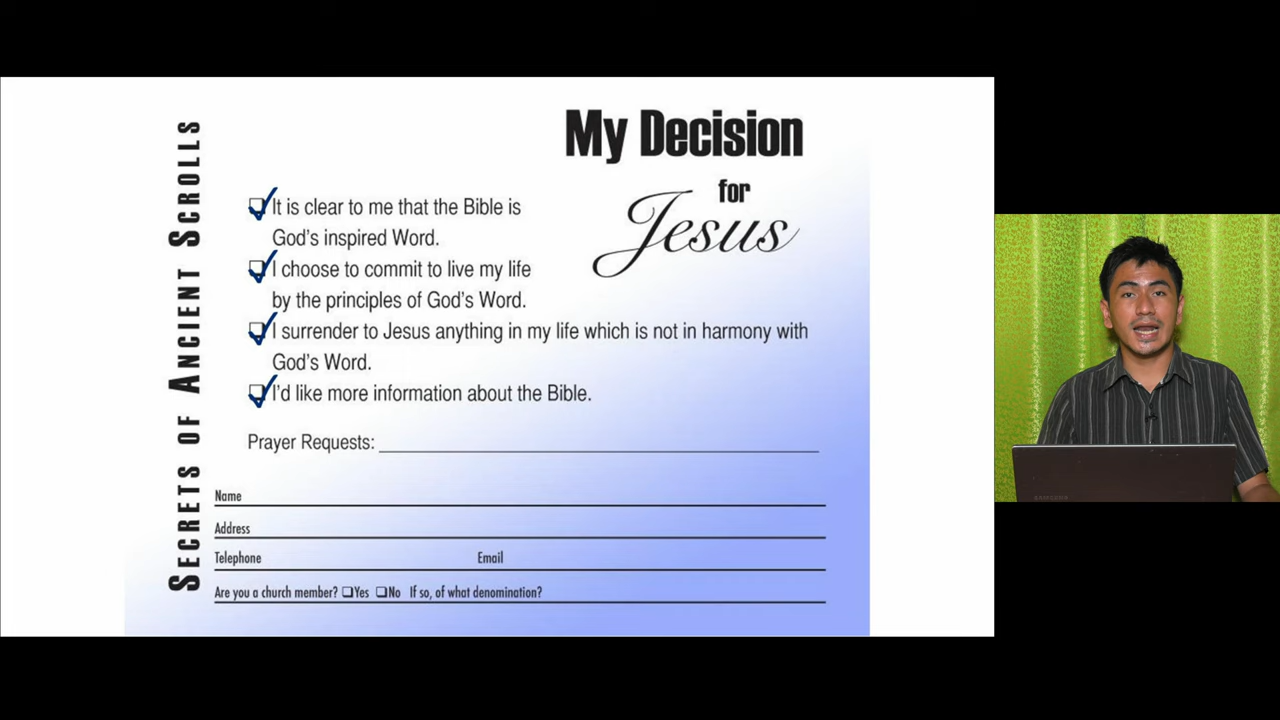 SECRETS OF ANCIENT SCROLLS
My Decision
for
Jesus
It is clear to me that the Bible is
God's inspired Word.
I choose to commit to live my life
by the principles of God's Word.
I surrender to Jesus anything in my life which is not in harmony with
God's Word.
I'd like more information about the Bible.
Prayer Requests:
Name
Address
Telephone Email
Are you a church member? ❑Yes ❑No If so, of what denomination?
SAMSUNG